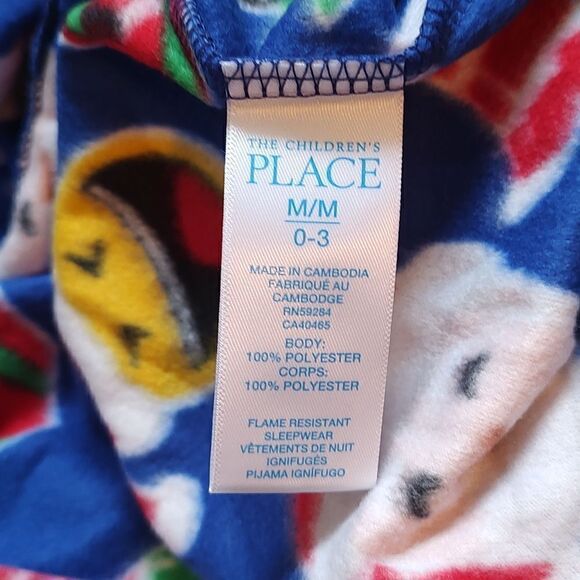 THE CHILDREN'S
PLACE
M/M
0-3
MADE IN CAMBODIA
FABRIQUÉ AU
CAMBODGE
RN59284
CA40465
BODY:
100% POLYESTER
CORPS:
100% POLYESTER
FLAME RESISTANT
SLEEPWEAR
VÊTEMENTS DE NUIT
IGNIFUGÉS
PIJAMA IGNÍFUGO